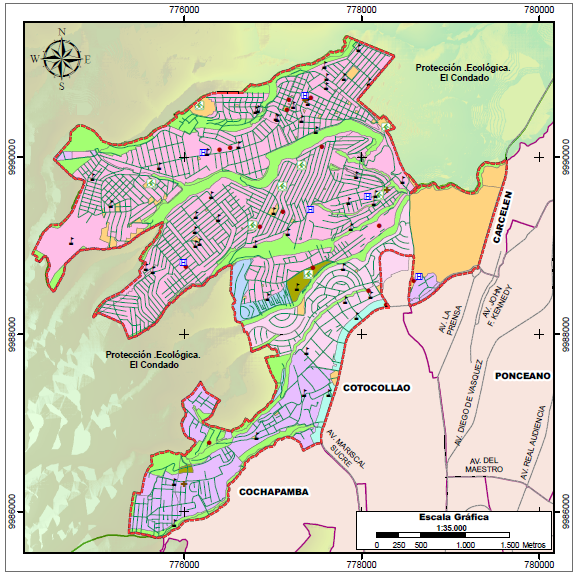 776000
778000
780000
N
W
E
S
Protección .Ecológica.
El Condado
9990000
9990000
CARCELEN
H
H
H
H
H
H
AV. LA
PRENSA
AV. JOHN
F. KENNEDY
9988000
9988000
Protección .Ecológica.
El Condado
COTOCOLLAO
PONCEANO
AV. DIEGO DE VASQUEZ
AV. MARISCAL
SUCRE
AV. DEL
MAESTRO
AV. REAL AUDIENCIA
COCHAPAMBA
9986000
9986000
Escala Gráfica
1:35.000
0 250 500 1.000 1.500 Metros
776000
778000
780000